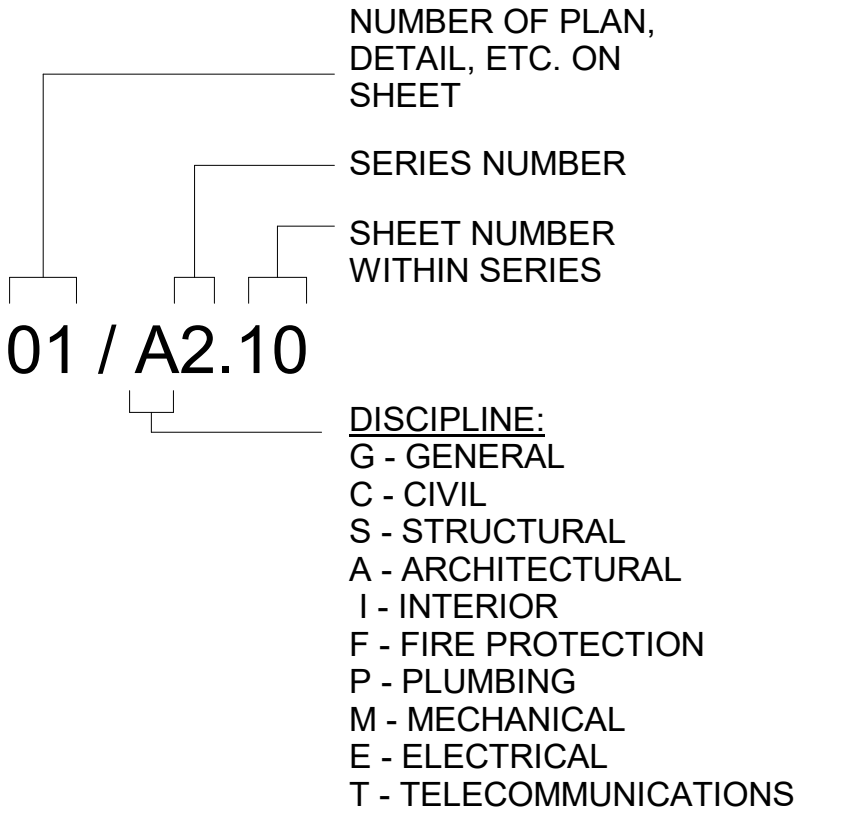 NUMBER OF PLAN,
DETAIL, ETC. ON
SHEET
SERIES NUMBER
SHEET NUMBER
WITHIN SERIES
01 / A2.10
DISCIPLINE:
G - GENERAL
C - CIVIL
S - STRUCTURAL
A - ARCHITECTURAL
I - INTERIOR
F - FIRE PROTECTION
P - PLUMBING
M - MECHANICAL
E - ELECTRICAL
T - TELECOMMUNICATIONS